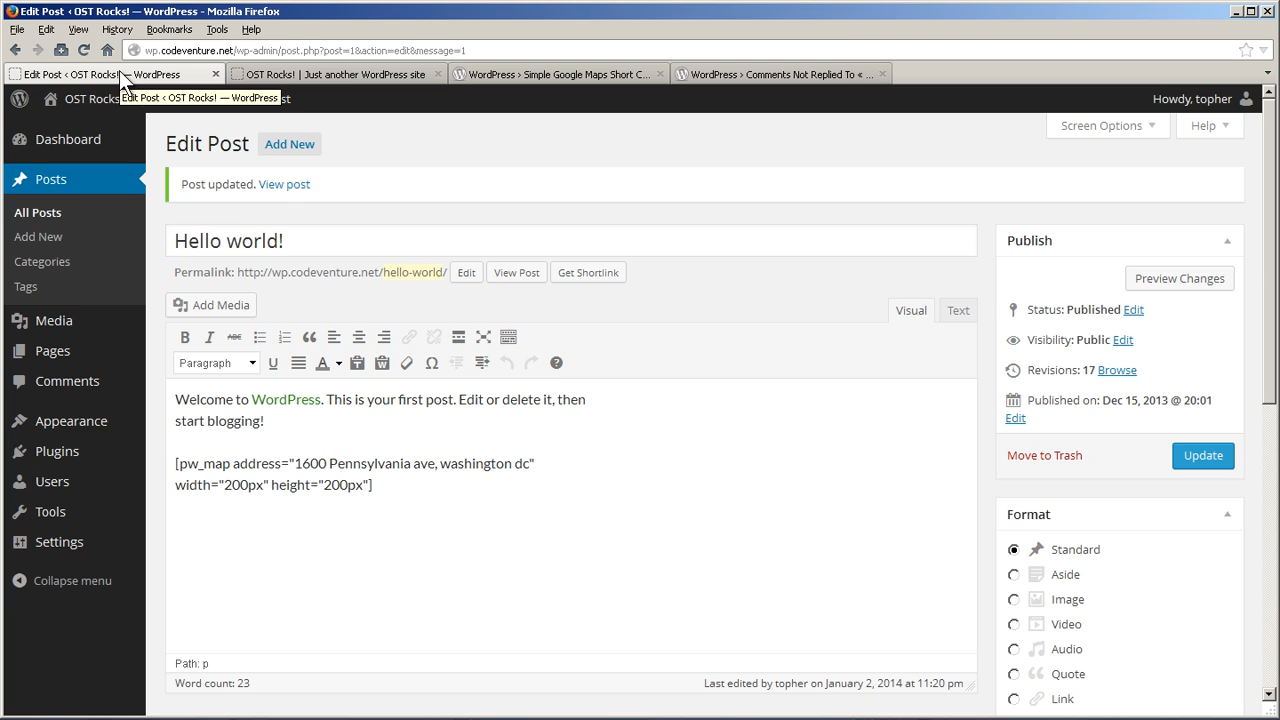 Edit Post ‹ OST Rocks! — WordPress - Mozilla Firefox
File Edit View History Bookmarks Tools Help
wp.codeventure.net/wp-admin/post.php?post=1&action=edit&message=1
Edit Post ‹ OST Rocks! — WordPress
OST Rocks! | Just another WordPress site
WordPress › Simple Google Maps Short C...
WordPress › Comments Not Replied To « ...
OST Rocks
Edit Post ‹ OST Rocks! — WordPress
st
Howdy, topher
Dashboard
Posts
All Posts
Add New
Categories
Tags
Media
Pages
Comments
Appearance
Plugins
Users
Tools
Settings
Collapse menu
Screen Options
Help
Edit Post
Add New
Post updated. View post
Hello world!
Permalink: http://wp.codeventure.net/hello-world/ Edit View Post Get Shortlink
Add Media
Visual
Text
B I ABC
Paragraph U A W Ω
Welcome to WordPress. This is your first post. Edit or delete it, then
start blogging!
[pw_map address="1600 Pennsylvania ave, washington dc"
width="200px" height="200px"]
Path: p
Word count: 23
Last edited by topher on January 2, 2014 at 11:20 pm
Publish
Preview Changes
Status: Published Edit
Visibility: Public Edit
Revisions: 17 Browse
Published on: Dec 15, 2013 @ 20:01
Edit
Move to Trash
Update
Format
Standard
Aside
Image
Video
Audio
Quote
Link